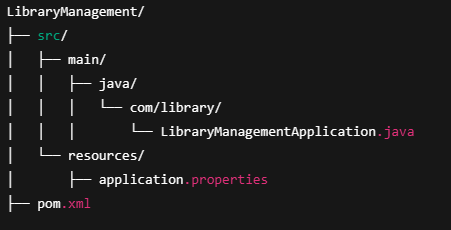 LibraryManagement/
├── src/
│   ├── main/
│   │   ├── java/
│   │   │   └── com/library/
│   │   │       └── LibraryManagementApplication.java
│   └── resources/
│       ├── application.properties
├── pom.xml